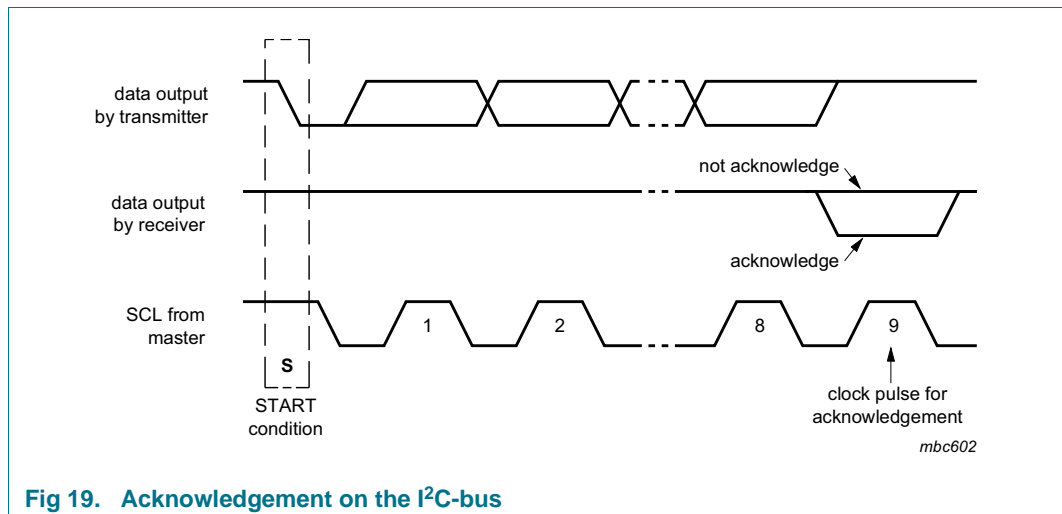 data output
by transmitter
not acknowledge
data output
by receiver
acknowledge
SCL from
master
1
2
8
9
S
START
condition
clock pulse for
acknowledgement
mbc602
Fig 19. Acknowledgement on the I²C-bus